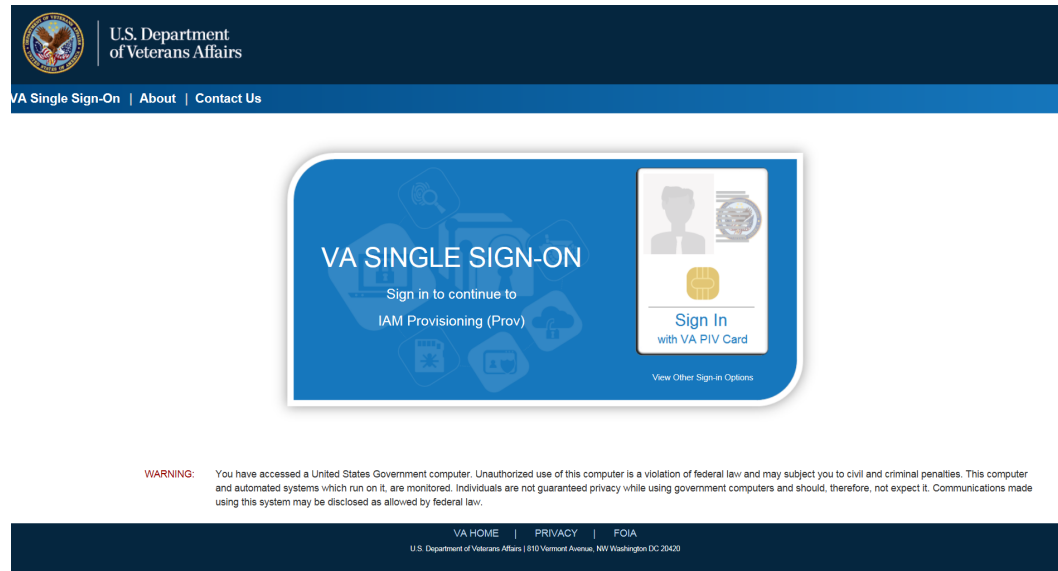 U.S. Department
of Veterans Affairs
VA Single Sign-On | About | Contact Us
VA SINGLE SIGN-ON
Sign in to continue to
IAM Provisioning (Prov)
Sign In
with VA PIV Card
View Other Sign-in Options
WARNING: You have accessed a United States Government computer. Unauthorized use of this computer is a violation of federal law and may subject you to civil and criminal penalties. This computer
and automated systems which run on it, are monitored. Individuals are not guaranteed privacy while using government computers and should, therefore, not expect it. Communications made
using this system may be disclosed as allowed by federal law.
VA HOME | PRIVACY | FOIA
U.S. Department of Veterans Affairs | 810 Vermont Avenue, NW Washington DC 20420